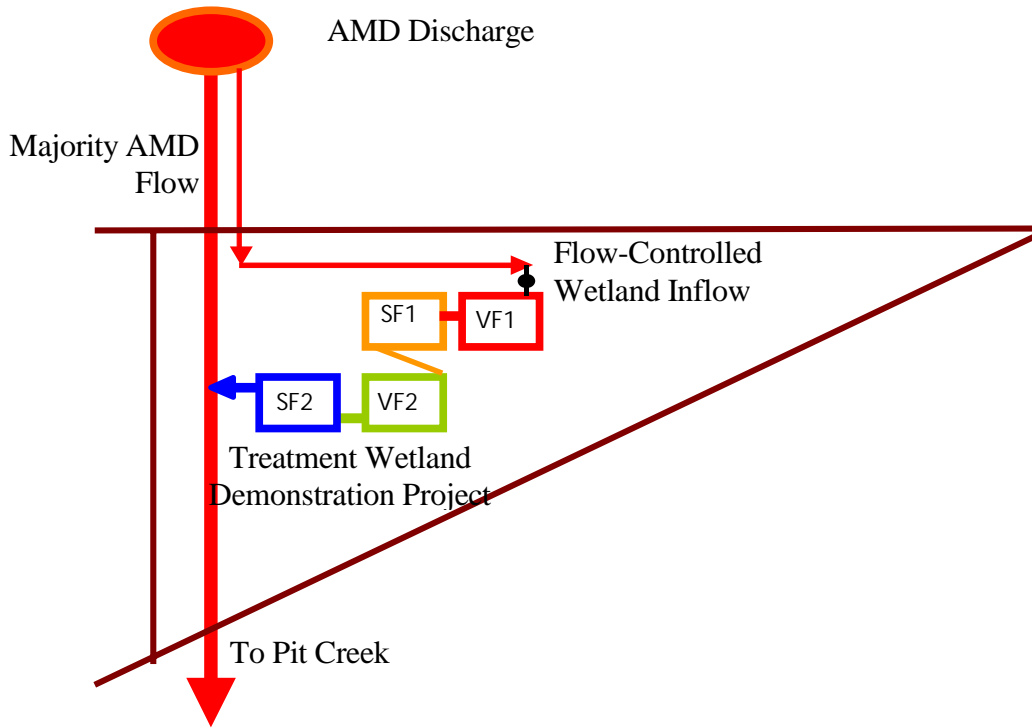 AMD Discharge
Majority AMD
Flow
Flow-Controlled
Wetland Inflow
SF1
VF1
SF2
VF2
Treatment Wetland
Demonstration Project
To Pit Creek